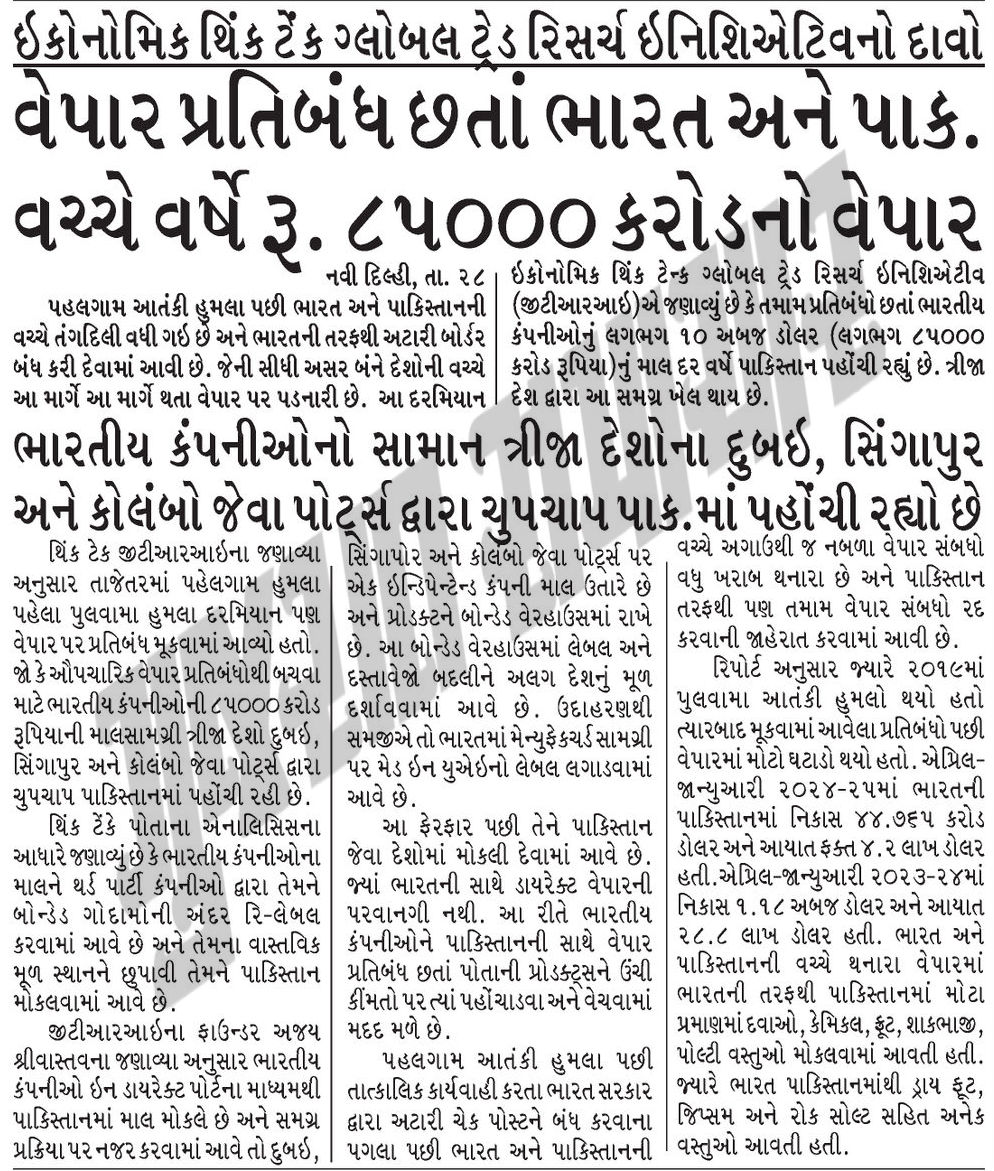 ઇકોનોમિક થિંક ટેંક ગ્લોબલ ટ્રેડ રિસર્ચ ઇનિશિએટિવનો દાવો
વેપાર પ્રતિબંધ છતાં ભારત અને પાક.
વચ્ચે વર્ષે રૂ. ૮૫૦૦૦ કરોડનો વેપાર
નવી દિલ્હી, તા. ૨૮
પહલગામ આતંકી હુમલા પછી ભારત અને પાકિસ્તાનની
વચ્ચે તંગદિલી વધી ગઇ છે અને ભારતની તરફથી અટારી બોર્ડર
બંધ કરી દેવામાં આવી છે. જેની સીધી અસર બંને દેશોની વચ્ચે
આ માર્ગે આ માર્ગે થતા વેપાર પર પડનારી છે. આ દરમિયાન
ઇકોનોમિક થિંક ટેન્ક ગ્લોબલ ટ્રેડ રિસર્ચ ઇનિશિએટીવ
(જીટીઆરઆઇ)એ જણાવ્યું છે કે તમામ પ્રતિબંધો છતાં ભારતીય
કંપનીઓનું લગભગ ૧૦ અબજ ડોલર (લગભગ ૮૫૦૦૦
કરોડ રૂપિયા)નું માલ દર વર્ષે પાકિસ્તાન પહોંચી રહ્યું છે. ત્રીજા
દેશ દ્વારા આ સમગ્ર ખેલ થાય છે.
ભારતીય કંપનીઓનો સામાન ત્રીજા દેશોના દુબઇ, સિંગાપુર
અને કોલંબો જેવા પોર્ટ્સ દ્વારા ચુપચાપ પાક.માં પહોંચી રહ્યો છે
થિંક ટેક જીટીઆરઆઇના જણાવ્યા
અનુસાર તાજેતરમાં પહેલગામ હુમલા
પહેલા પુલવામા હુમલા દરમિયાન પણ
વેપાર પર પ્રતિબંધ મૂકવામાં આવ્યો હતો.
જો કે ઔપચારિક વેપાર પ્રતિબંધોથી બચવા
માટે ભારતીય કંપનીઓની ૮૫૦૦૦ કરોડ
રૂપિયાની માલસામગ્રી ત્રીજા દેશો દુબઇ,
સિંગાપુર અને કોલંબો જેવા પોર્ટ્સ દ્વારા
ચુપચાપ પાકિસ્તાનમાં પહોંચી રહી છે.
થિંક ટેંકે પોતાના એનાલિસિસના
આધારે જણાવ્યું છે કે ભારતીય કંપનીઓના
માલને થર્ડ પાર્ટી કંપનીઓ દ્વારા તેમને
બોન્ડેડ ગોદામોની અંદર રિ-લેબલ
કરવામાં આવે છે અને તેમના વાસ્તવિક
મૂળ સ્થાનને છુપાવી તેમને પાકિસ્તાન
મોકલવામાં આવે છે.
જીટીઆરઆઇના ફાઉન્ડર અજય
શ્રીવાસ્તવના જણાવ્યા અનુસાર ભારતીય
કંપનીઓ ઇન ડાયરેક્ટ પોર્ટના માધ્યમથી
પાકિસ્તાનમાં માલ મોકલે છે અને સમગ્ર
પ્રક્રિયા પર નજર કરવામાં આવે તો દુબઇ,
સિંગાપોર અને કોલંબો જેવા પોર્ટ્સ પર
એક ઇન્ડિપેન્ટેન્ડ કંપની માલ ઉતારે છે
અને પ્રોડક્ટને બોન્ડેડ વેરહાઉસમાં રાખે
છે. આ બોન્ડેડ વેરહાઉસમાં લેબલ અને
દસ્તાવેજો બદલીને અલગ દેશનું મૂળ
દર્શાવવામાં આવે છે. ઉદાહરણથી
સમજીએ તો ભારતમાં મેન્યુફેકચર્ડ સામગ્રી
પર મેડ ઇન યુએઇનો લેબલ લગાડવામાં
આવે છે.
આ ફેરફાર પછી તેને પાકિસ્તાન
જેવા દેશોમાં મોકલી દેવામાં આવે છે.
જ્યાં ભારતની સાથે ડાયરેક્ટ વેપારની
પરવાનગી નથી. આ રીતે ભારતીય
કંપનીઓને પાકિસ્તાનની સાથે વેપાર
પ્રતિબંધ છતાં પોતાની પ્રોડક્ટ્સને ઉંચી
કીંમતો પર ત્યાં પહોંચાડવા અને વેચવામાં
મદદ મળે છે.
પહલગામ આતંકી હુમલા પછી
તાત્કાલિક કાર્યવાહી કરતા ભારત સરકાર
દ્વારા અટારી ચેક પોસ્ટને બંધ કરવાના
પગલા પછી ભારત અને પાકિસ્તાનની
વચ્ચે અગાઉથી જ નબળા વેપાર સંબધો
વધુ ખરાબ થનારા છે અને પાકિસ્તાન
તરફથી પણ તમામ વેપાર સંબધો રદ
કરવાની જાહેરાત કરવામાં આવી છે.
રિપોર્ટ અનુસાર જ્યારે ૨૦૧૯માં
પુલવામા આતંકી હુમલો થયો હતો
ત્યારબાદ મૂકવામાં આવેલા પ્રતિબંધો પછી
વેપારમાં મોટો ઘટાડો થયો હતો. એપ્રિલ-
જાન્યુઆરી ૨૦૨૪-૨૫માં ભારતની
પાકિસ્તાનમાં નિકાસ ૪૪.૭૬૫ કરોડ
ડોલર અને આયાત ફક્ત ૪.૨ લાખ ડોલર
હતી.એપ્રિલ-જાન્યુઆરી ૨૦૨૩-૨૪માં
નિકાસ ૧.૧૮ અબજ ડોલર અને આયાત
૨૮.૮ લાખ ડોલર હતી. ભારત અને
પાકિસ્તાનની વચ્ચે થનારા વેપારમાં
ભારતની તરફથી પાકિસ્તાનમાં મોટા
પ્રમાણમાં દવાઓ, કેમિકલ, ફૂટ, શાકભાજી,
પોલ્ટી વસ્તુઓ મોકલવામાં આવતી હતી.
જ્યારે ભારત પાકિસ્તાનમાંથી ડ્રાય ફૂટ,
જિપ્સમ અને રોક સોલ્ટ સહિત અનેક
વસ્તુઓ આવતી હતી.
ગુજરાત સમાચાર